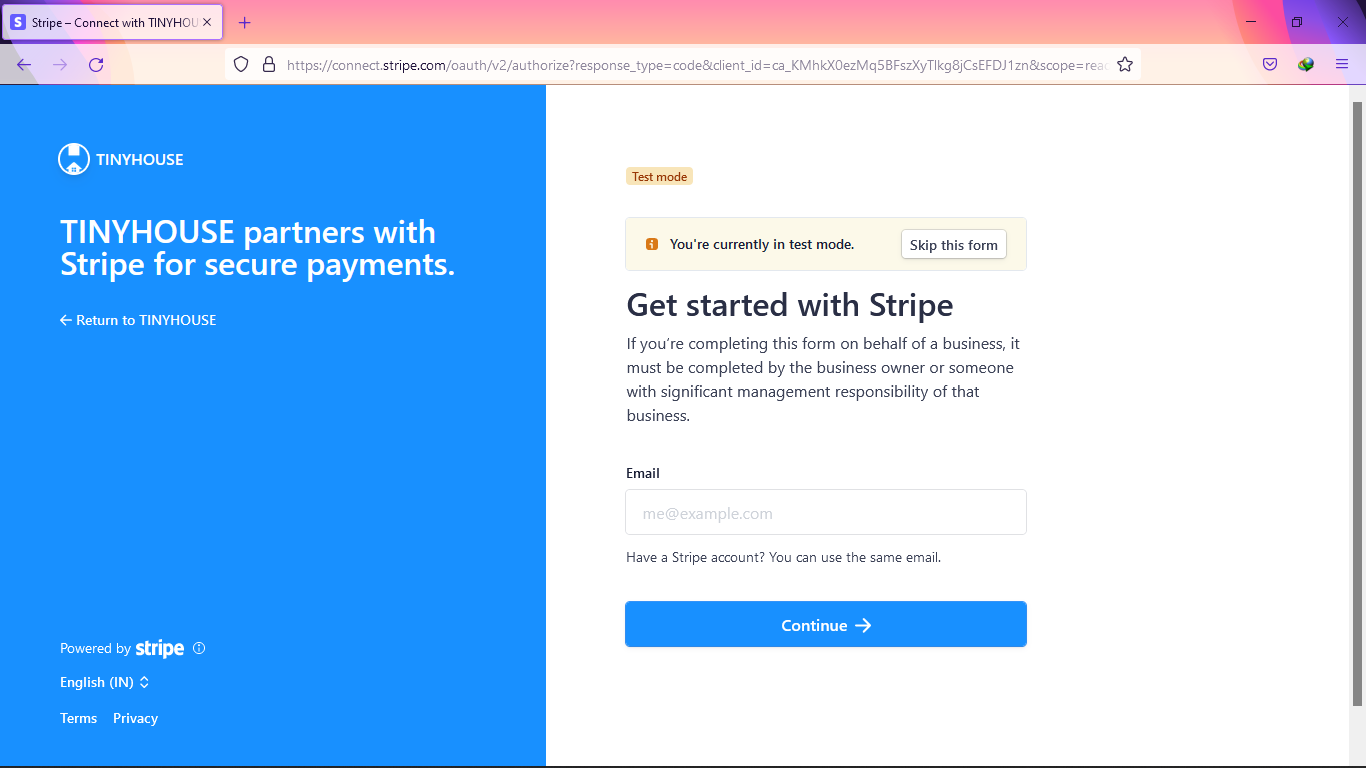 Stripe – Connect with TINYHOU
https://connect.stripe.com/oauth/v2/authorize?response_type=code&client_id=ca_KMhkX0ezMq5BFszXyTlkg8jCsEFDJ1zn&scope=read
TINYHOUSE
TINYHOUSE partners with
Stripe for secure payments.
Return to TINYHOUSE
Powered by stripe
English (IN)
Terms Privacy
Test mode
You're currently in test mode.
Skip this form
Get started with Stripe
If you’re completing this form on behalf of a business, it
must be completed by the business owner or someone
with significant management responsibility of that
business.
Email
me@example.com
Have a Stripe account? You can use the same email.
Continue